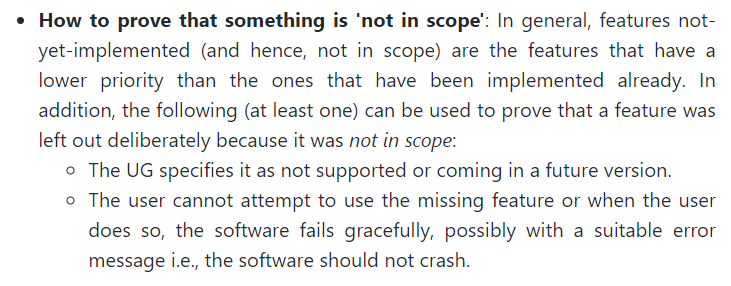 • How to prove that something is 'not in scope': In general, features not-
yet-implemented (and hence, not in scope) are the features that have a
lower priority than the ones that have been implemented already. In
addition, the following (at least one) can be used to prove that a feature was
left out deliberately because it was not in scope:
◦ The UG specifies it as not supported or coming in a future version.
◦ The user cannot attempt to use the missing feature or when the user
does so, the software fails gracefully, possibly with a suitable error
message i.e., the software should not crash.